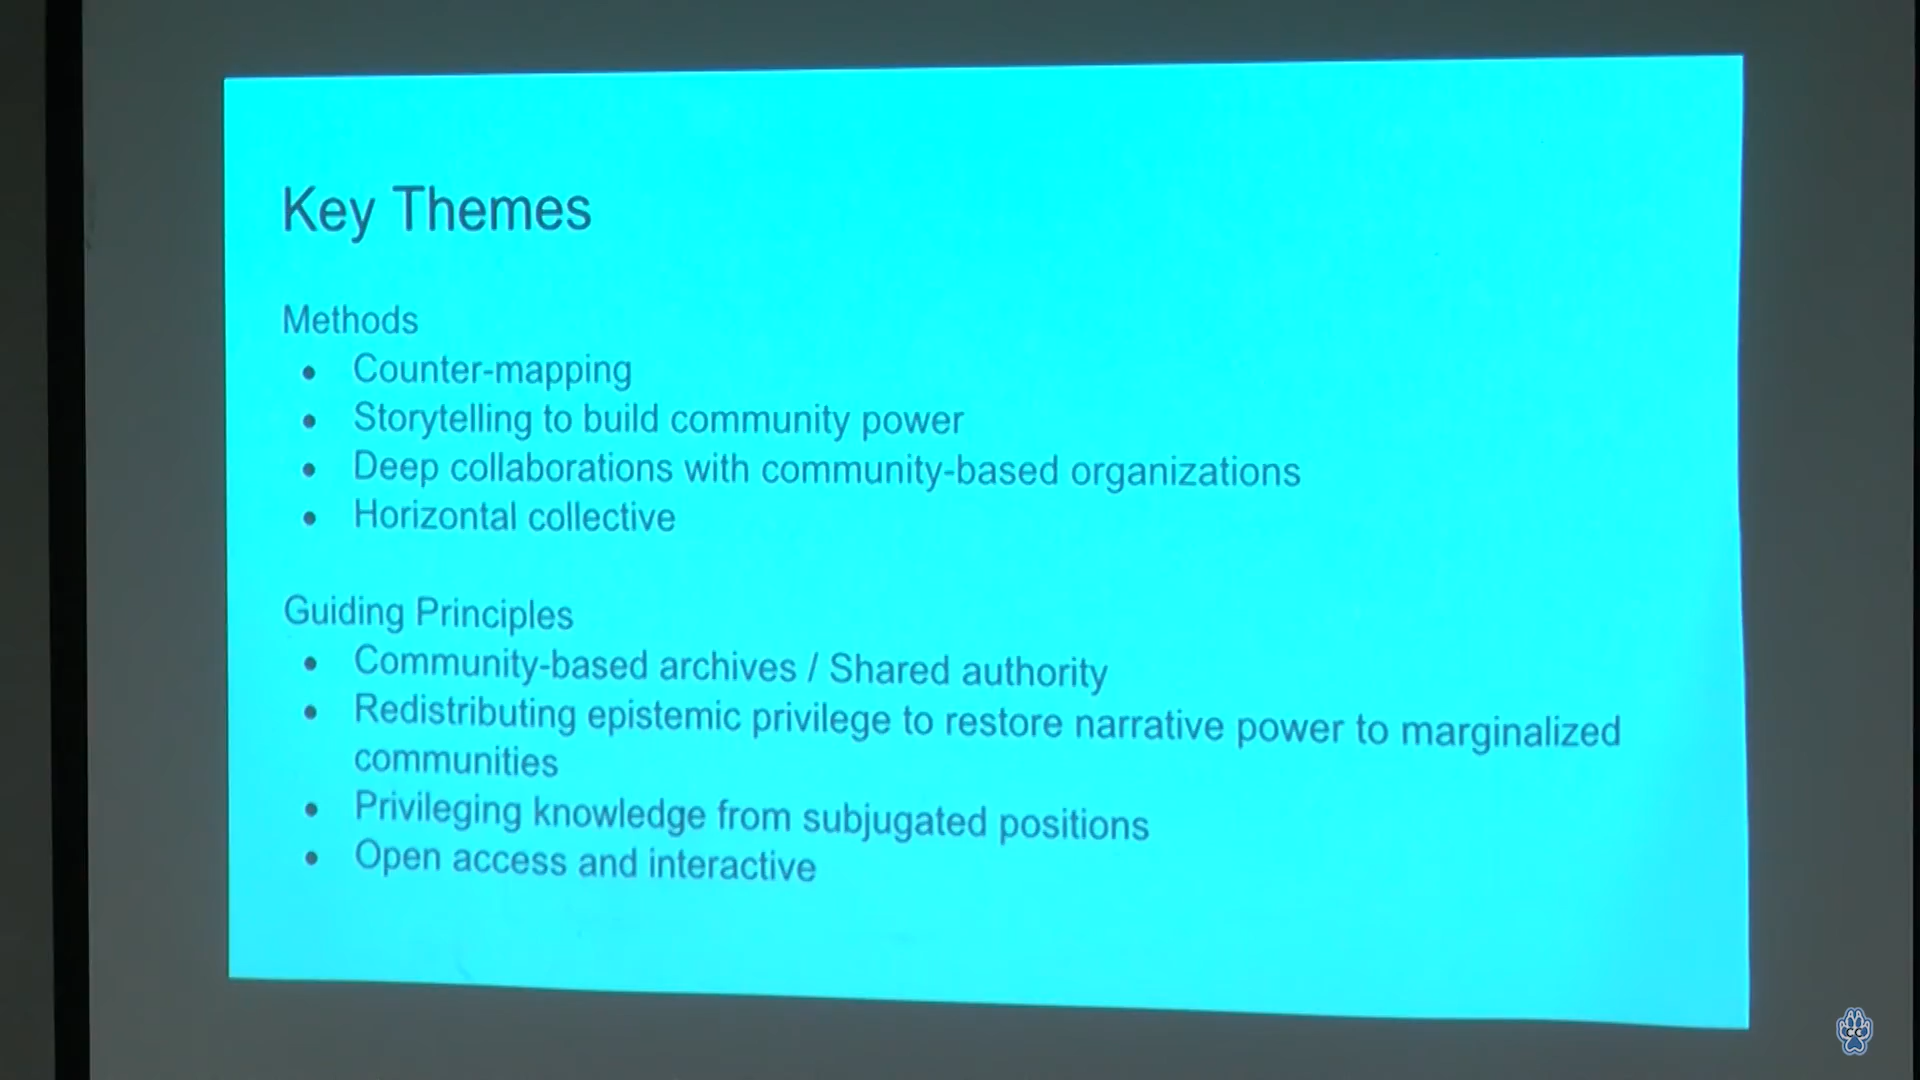 Key Themes
Methods
• Counter-mapping
• Storytelling to build community power
• Deep collaborations with community-based organizations
• Horizontal collective
Guiding Principles
• Community-based archives / Shared authority
• Redistributing epistemic privilege to restore narrative power to marginalized
communities
• Privileging knowledge from subjugated positions
• Open access and interactive
CC